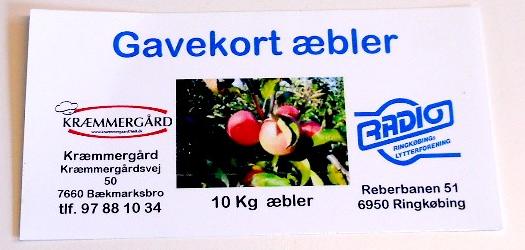 Gavekort æbler
KRÆMMERGÅRD
Kræmmergård
Kræmmergårdsvej
50
7660 Bækmarksbro
tlf. 97 88 10 34
10 Kg æbler
RADIO
RINGKØBING
LYTTERFORENING
Reberbanen 51
6950 Ringkøbing